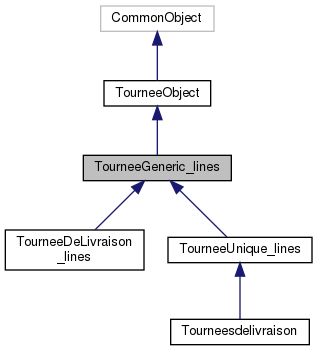 CommonObject
TourneeObject
TourneeGeneric_lines
TourneeDeLivraison
_lines
TourneeUnique_lines
Tourneesdelivraison